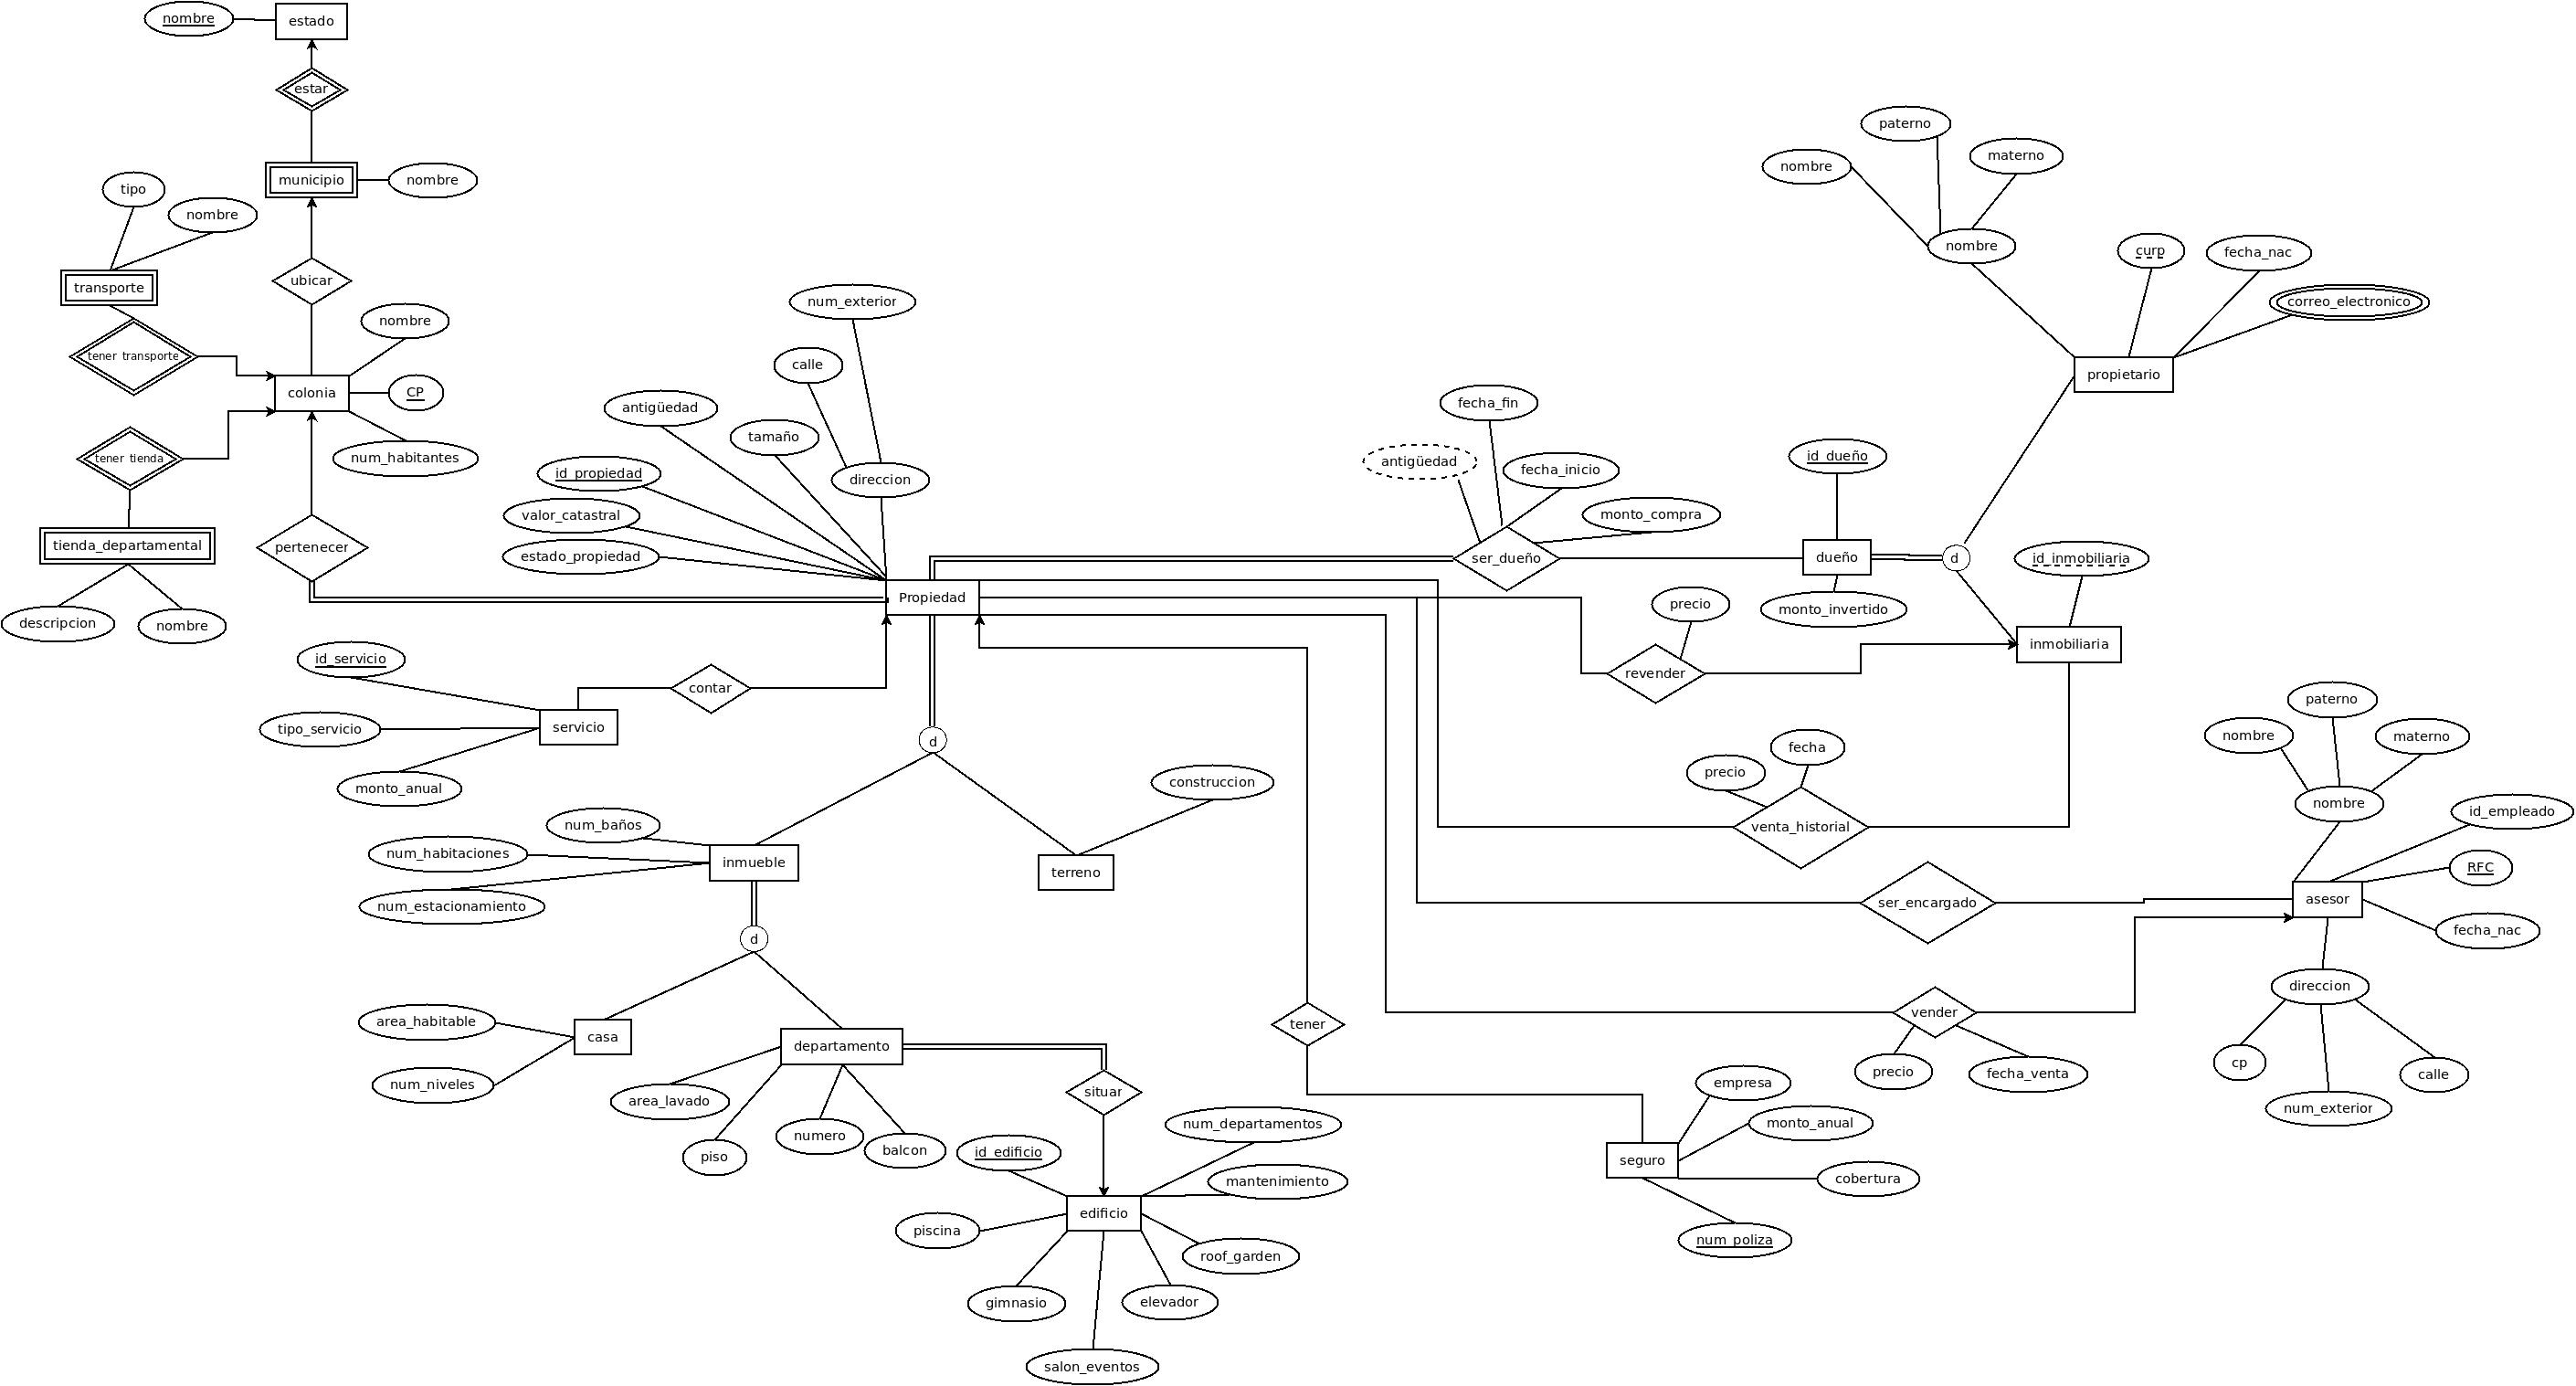 nombre
estado
estar
municipio
nombre
tipo
nombre
transporte
ubicar
tener transporte
nombre
colonia
CP
num_habitantes
tener tienda
tienda_departamental
descripcion
nombre
pertenecer
num_exterior
calle
antigüedad
tamaño
direccion
id_propiedad
valor_catastral
estado_propiedad
Propiedad
id_servicio
contar
tipo_servicio
servicio
monto_anual
d
construccion
num_baños
num_habitaciones
inmueble
terreno
num_estacionamiento
d
area_habitable
casa
num_niveles
departamento
area_lavado
piso
numero
balcon
situar
num_departamentos
id_edificio
mantenimiento
edificio
piscina
roof_garden
gimnasio
elevador
salon_eventos
paterno
nombre
materno
nombre
curp
fecha_nac
correo_electronico
propietario
fecha_fin
antigüedad
fecha_inicio
monto_compra
ser_dueño
id_dueño
dueño
d
id_inmobiliaria
monto_invertido
precio
inmobiliaria
revender
fecha
precio
venta_historial
paterno
nombre
materno
nombre
id_empleado
RFC
asesor
ser_encargado
fecha_nac
direccion
cp
calle
num_exterior
vender
precio
fecha_venta
tener
empresa
monto_anual
seguro
cobertura
num_poliza